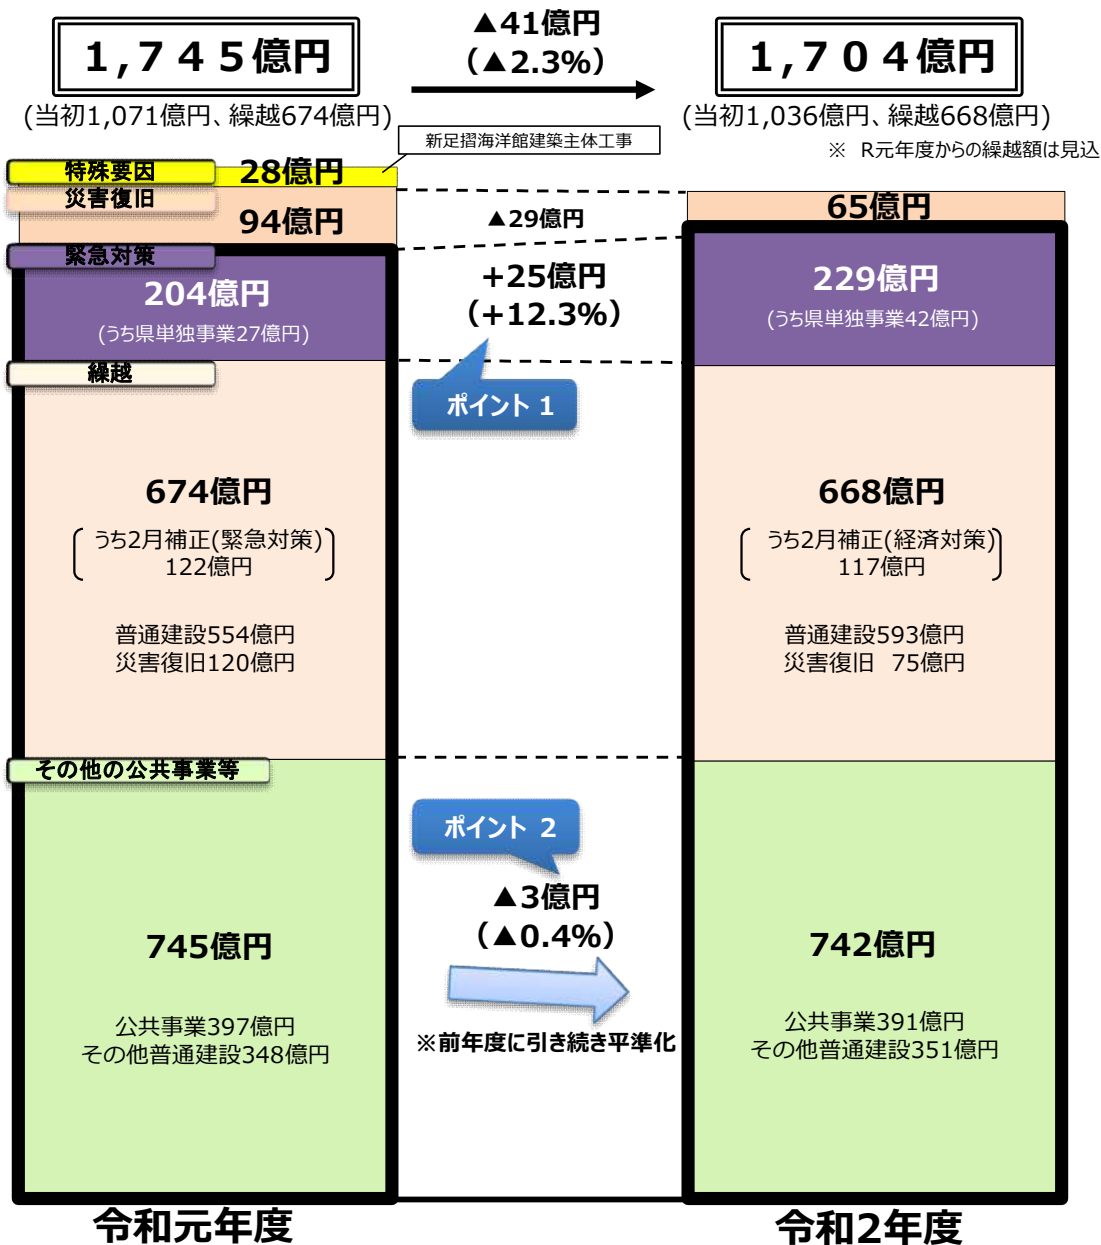 1,745億円
▲41億円
(▲2.3%)
1,704億円
(当初1,071億円、繰越674億円)
(当初1,036億円、繰越668億円)
新足摺海洋館建築主体工事
※ R元年度からの繰越額は見込
特殊要因
28億円
災害復旧
94億円
▲29億円
65億円
緊急対策
204億円
(うち県単独事業27億円)
+25億円
(+12.3%)
229億円
(うち県単独事業42億円)
繰越
ポイント 1
674億円
うち2月補正(緊急対策)
122億円
普通建設554億円
災害復旧120億円
668億円
うち2月補正(経済対策)
117億円
普通建設593億円
災害復旧 75億円
その他の公共事業等
ポイント 2
▲3億円
(▲0.4%)
※前年度に引き続き平準化
745億円
公共事業397億円
その他普通建設348億円
742億円
公共事業391億円
その他普通建設351億円
令和元年度
令和2年度